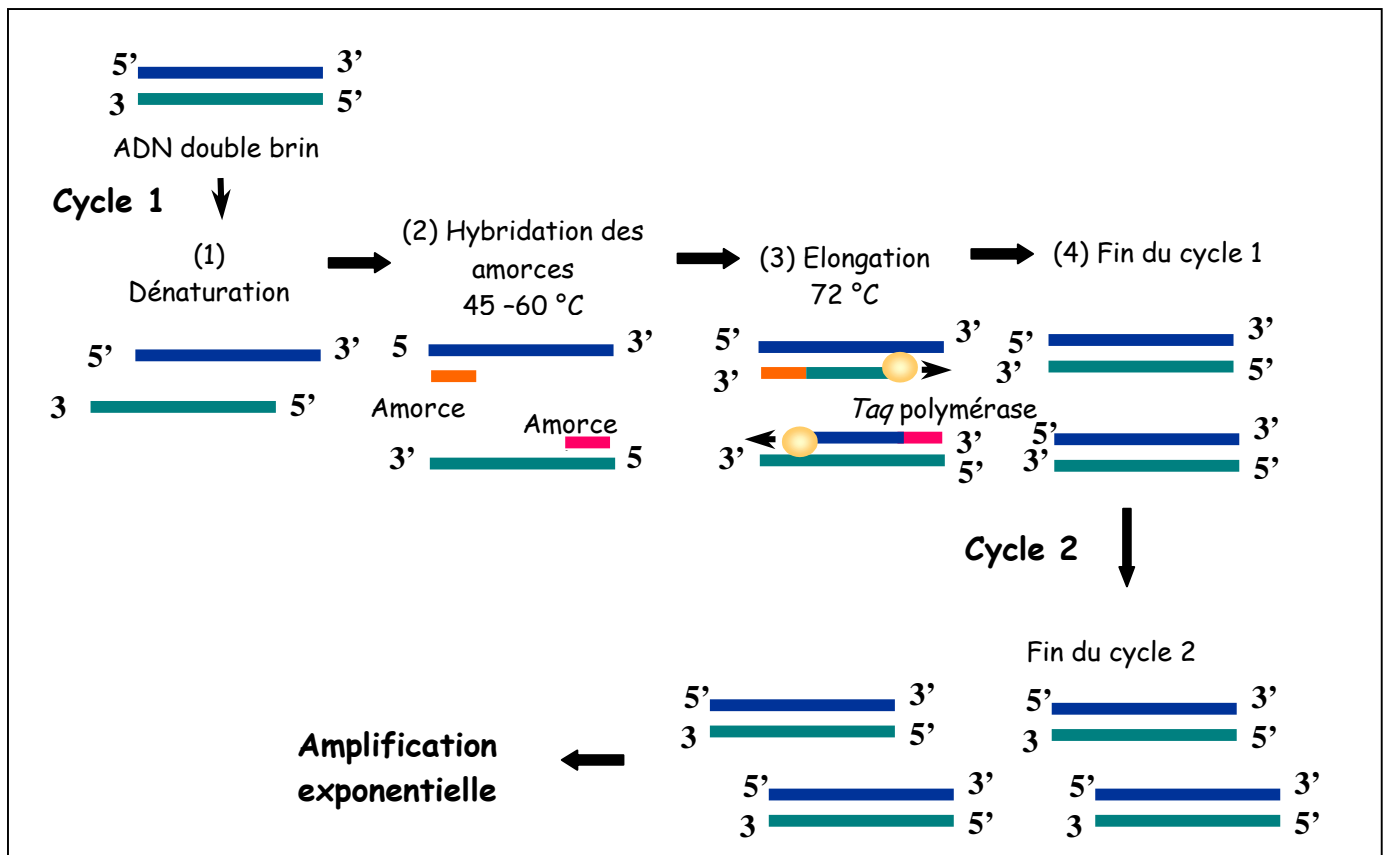 5’ 3’
3 5’
ADN double brin
Cycle 1
(1)
Dénaturation
5’ 3’
3 5’
(2) Hybridation des
amorces
45 –60 °C
5 3’
Amorce
Amorce
3’ 5
(3) Elongation
72 °C
5’ 3’
3’
Taq polymérase
3’
3’ 5’
(4) Fin du cycle 1
5’ 3’
3’ 5’
5’ 3’
3’ 5’
Cycle 2
Fin du cycle 2
5’ 3’
3 5’
5’ 3’
3 5’
5’ 3’
3 5’
5’ 3’
3 5’
Amplification
exponentielle